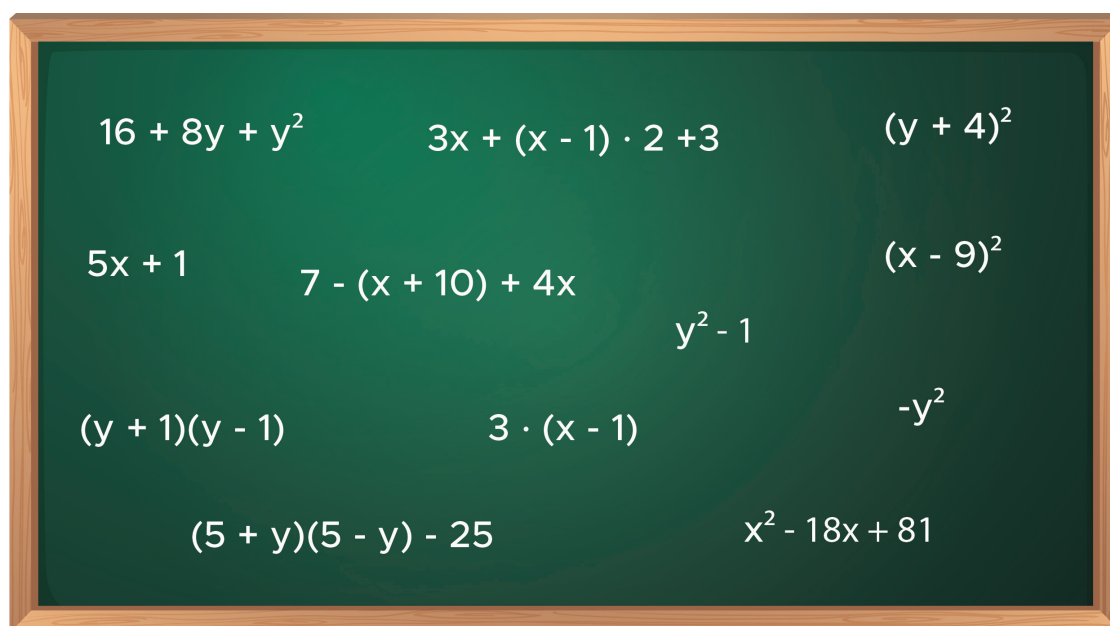 16 + 8y + y²
3x + (x - 1) · 2 +3
(y + 4)²
5x + 1
7 - (x + 10) + 4x
(x - 9)²
y² - 1
(y + 1)(y - 1)
3 · (x - 1)
-y²
(5 + y)(5 - y) - 25
x² - 18x + 81